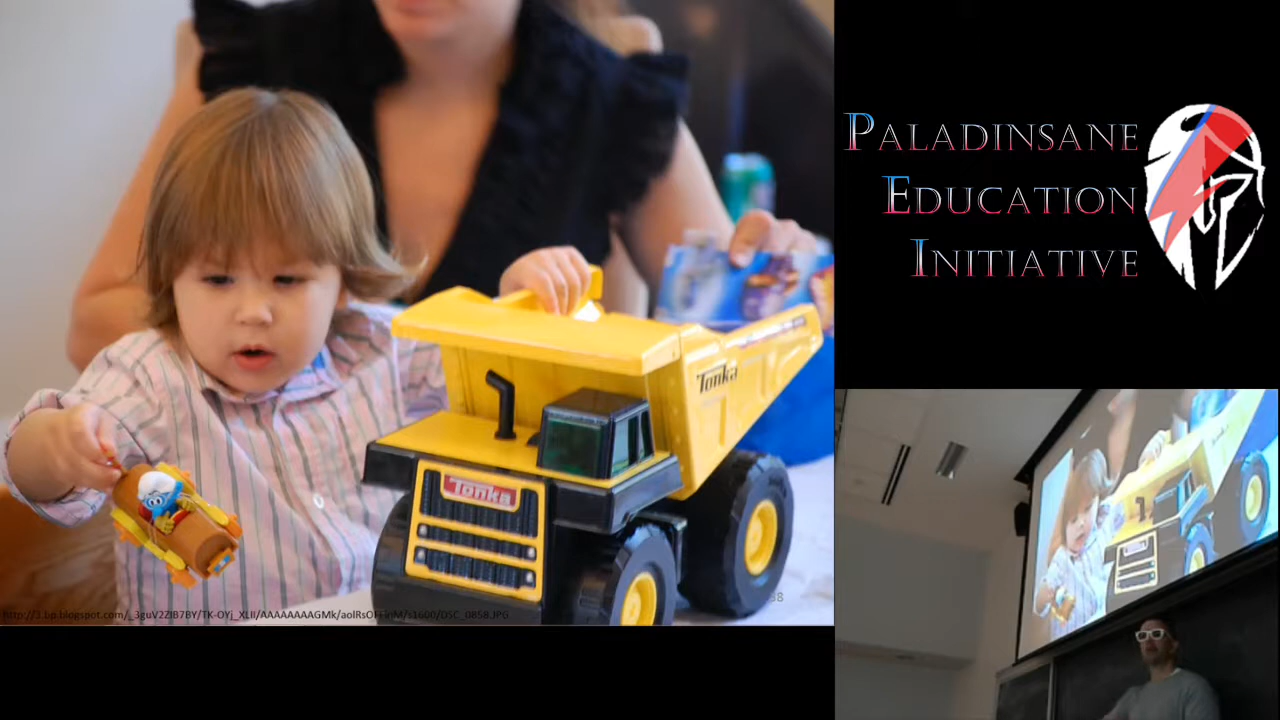 PALADINSANE
EDUCATION
INITIATIVE
Tonka
Tonka
38